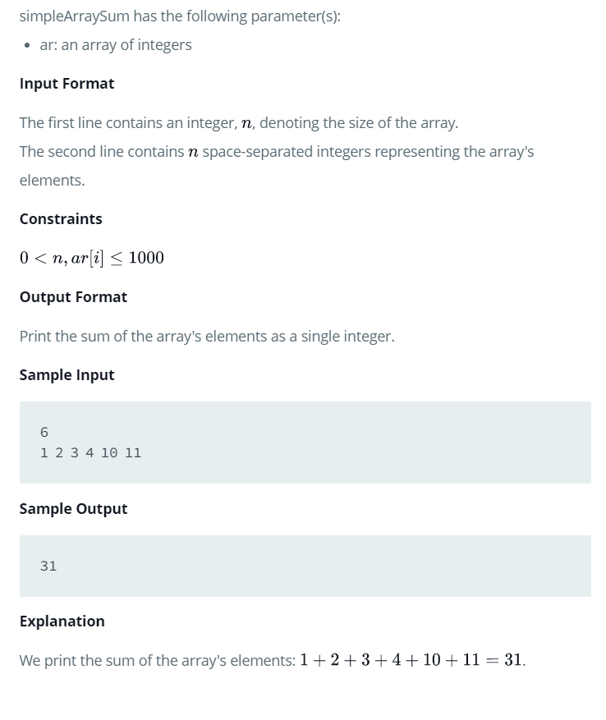 simpleArraySum has the following parameter(s):
• ar: an array of integers
Input Format
The first line contains an integer, n, denoting the size of the array.
The second line contains n space-separated integers representing the array's
elements.
Constraints
0 < n, ar[i] ≤ 1000
Output Format
Print the sum of the array's elements as a single integer.
Sample Input
6
1 2 3 4 10 11
Sample Output
31
Explanation
We print the sum of the array's elements: 1 + 2 + 3 + 4 + 10 + 11 = 31.